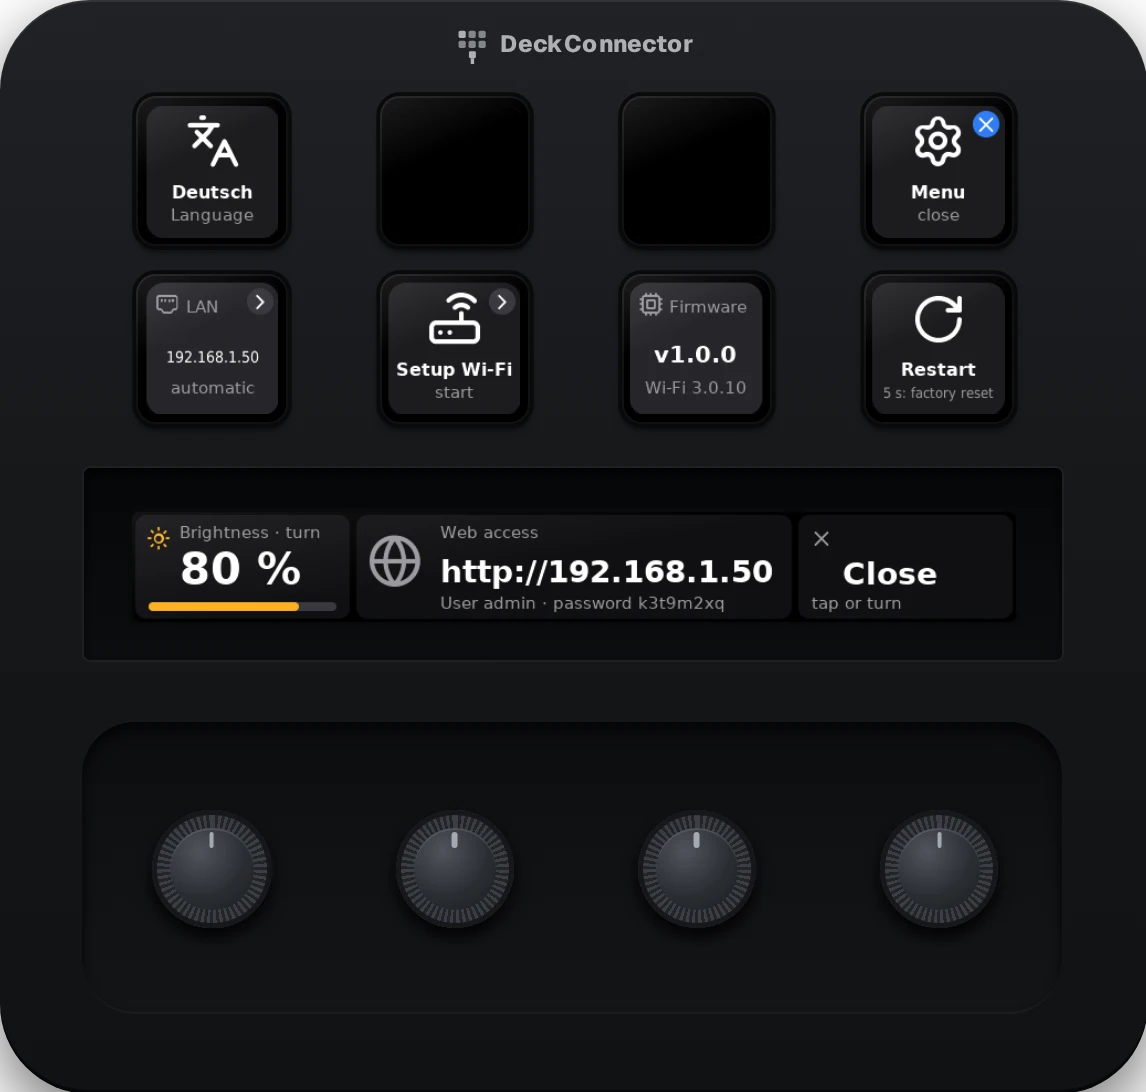 DeckConnector
Deutsch
Language
Menu
close
LAN
192.168.1.50
automatic
Setup Wi-Fi
start
Firmware
v1.0.0
Wi-Fi 3.0.10
Restart
5 s: factory reset
Brightness · turn
80 %
Web access
http://192.168.1.50
User admin · password k3t9m2xq
Close
tap or turn